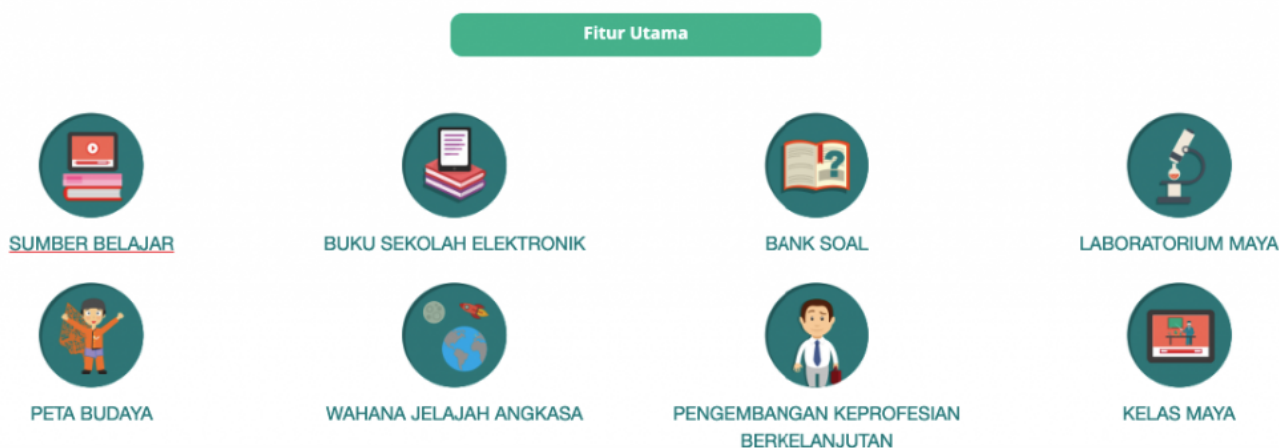 Fitur Utama
SUMBER BELAJAR
BUKU SEKOLAH ELEKTRONIK
BANK SOAL
LABORATORIUM MAYA
PETA BUDAYA
WAHANA JELAJAH ANGKASA
PENGEMBANGAN KEPROFESIAN
BERKELANJUTAN
KELAS MAYA